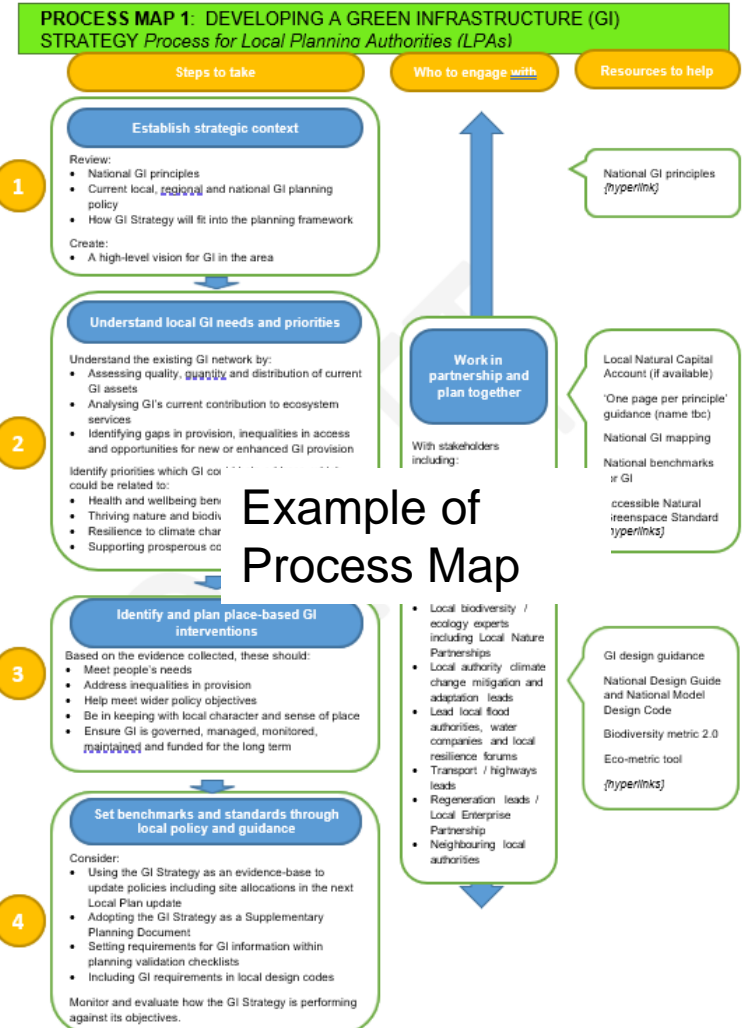 PROCESS MAP 1: DEVELOPING A GREEN INFRASTRUCTURE (GI)
STRATEGY Process for Local Planning Authorities (LPAs)
Steps to take
Who to engage with
Resources to help
1
Establish strategic context
Review:
• National GI principles
• Current local, regional and national GI planning
policy
• How GI Strategy will fit into the planning framework
Create:
• A high-level vision for GI in the area
National GI principles
{hyperlink}
2
Understand local GI needs and priorities
Understand the existing GI network by:
• Assessing quality, quantity and distribution of current
GI assets
• Analysing GI's current contribution to ecosystem
services
• Identifying gaps in provision, inequalities in access
and opportunities for new or enhanced GI provision
Identify priorities which GI
could be related to:
• Health and wellbeing
• Thriving nature and
• Resilience to climate
• Supporting prosperous
Work in
partnership and
plan together
With stakeholders
including:
Local Natural Capital
Account (if available)
'One page per principle'
guidance (name tbc)
National GI mapping
National benchmarks
GI
Natural
Standard
Example of
Process Map
3
Identify and plan place-based GI
interventions
Based on the evidence collected, these should:
• Meet people's needs
• Address inequalities in provision
• Help meet wider policy objectives
• Be in keeping with local character and sense of place
• Ensure GI is governed, managed, monitored,
maintained and funded for the long term
• Local biodiversity /
ecology experts
including Local Nature
Partnerships
• Local authority climate
change mitigation and
adaptation leads
• Lead local flood
authorities, water
companies and local
resilience forums
• Transport / highways
leads
• Regeneration leads /
Local Enterprise
Partnership
• Neighbouring local
authorities
GI design guidance
National Design Guide
and National Model
Design Code
Biodiversity metric 2.0
Eco-metric tool
{hyperlinks}
4
Set benchmarks and standards through
local policy and guidance
Consider:
• Using the GI Strategy as an evidence-base to
update policies including site allocations in the next
Local Plan update
• Adopting the GI Strategy as a Supplementary
Planning Document
• Setting requirements for GI information within
planning validation checklists
• Including GI requirements in local design codes
Monitor and evaluate how the GI Strategy is performing
against its objectives.